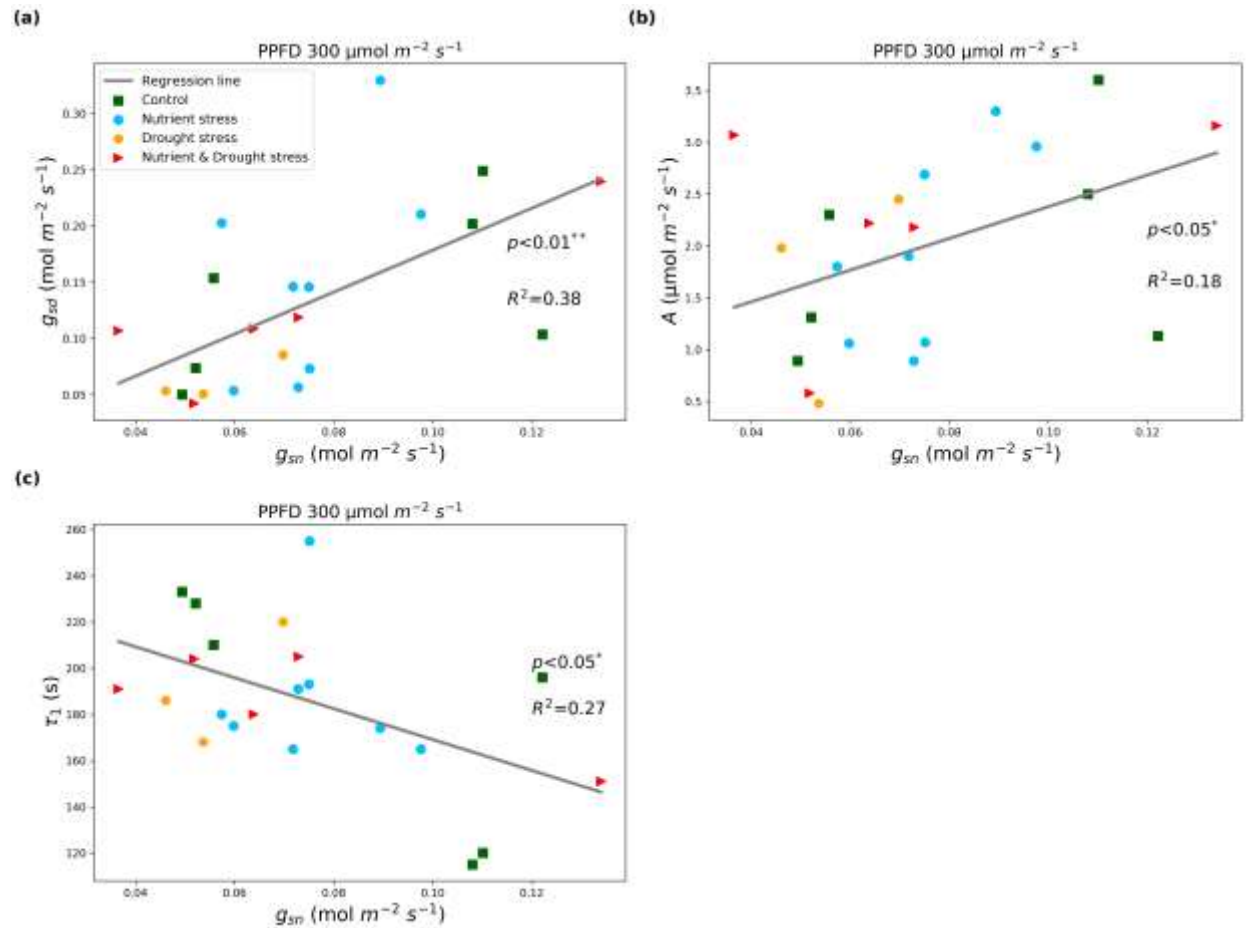 (a)
PPFD 300 μmol m⁻² s⁻¹
Regression line
Control
Nutrient stress
Drought stress
Nutrient & Drought stress
0.30
0.25
0.20
0.15
0.10
0.05
g_sd (mol m⁻² s⁻¹)
p<0.01**
R²=0.38
0.04 0.06 0.08 0.10 0.12
g_sn (mol m⁻² s⁻¹)
(b)
PPFD 300 μmol m⁻² s⁻¹
3.5
3.0
2.5
2.0
1.5
1.0
0.5
A (μmol m⁻² s⁻¹)
p<0.05*
R²=0.18
0.04 0.06 0.08 0.10 0.12
g_sn (mol m⁻² s⁻¹)
(c)
PPFD 300 μmol m⁻² s⁻¹
260
240
220
200
180
160
140
120
τ₁ (s)
p<0.05*
R²=0.27
0.04 0.06 0.08 0.10 0.12
g_sn (mol m⁻² s⁻¹)